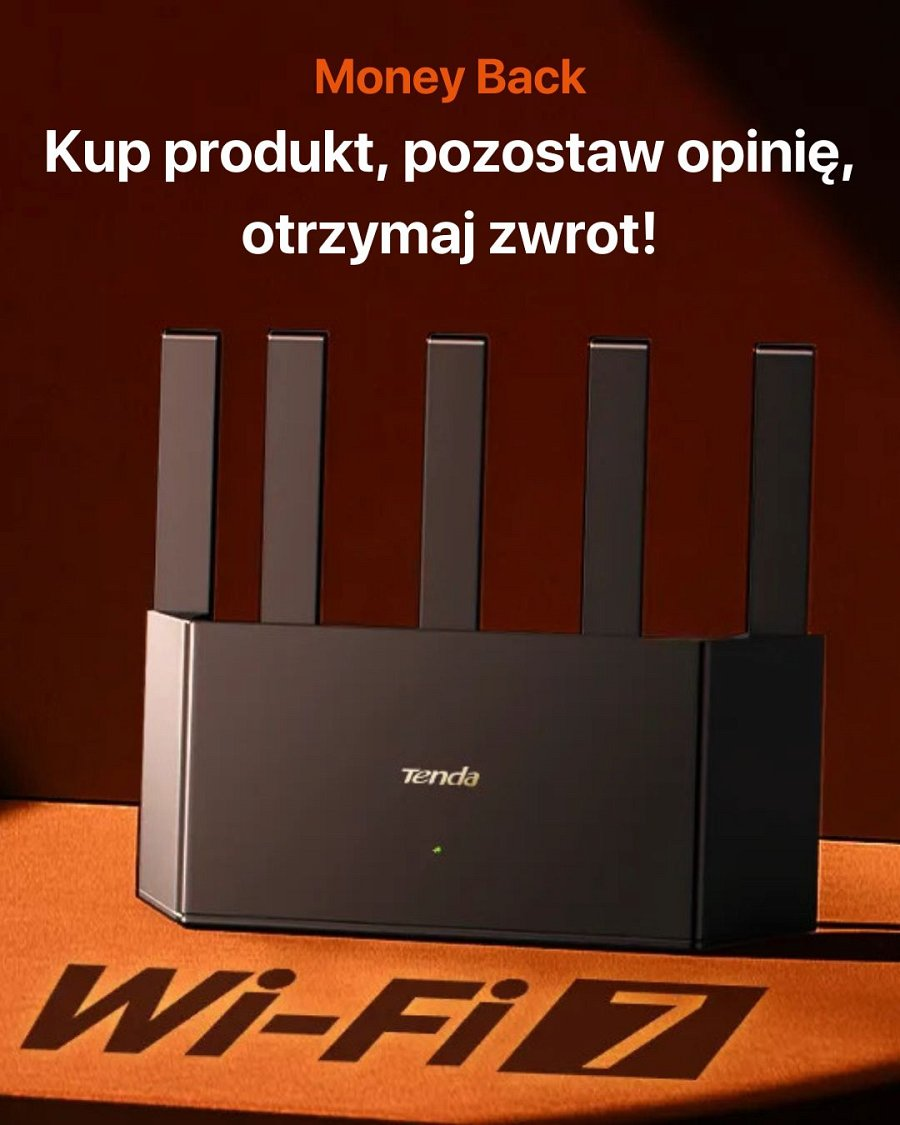 Money Back
Kup produkt, pozostaw opinię,
otrzymaj zwrot!
Tenda
Wi-Fi 7